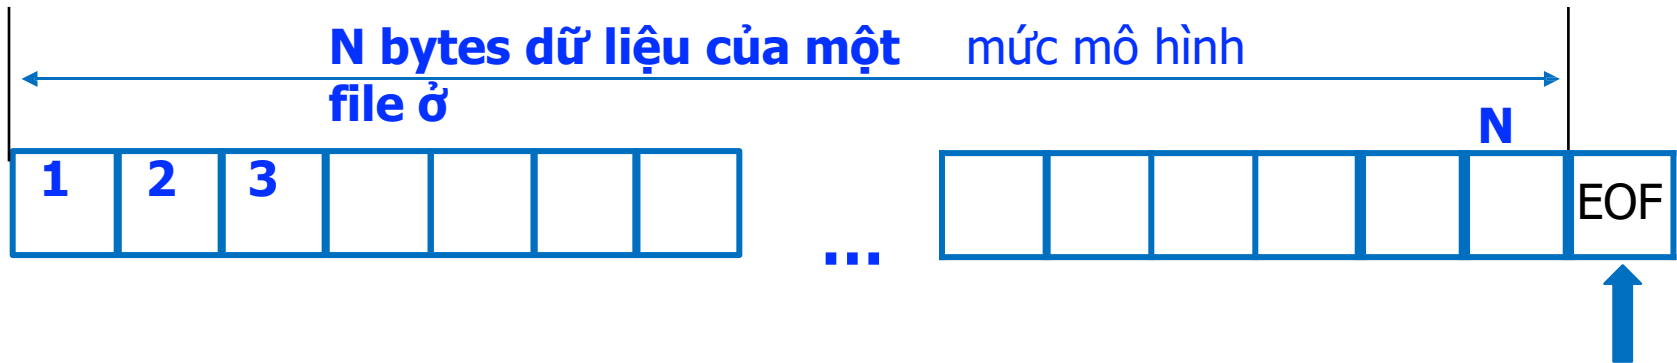 N bytes dữ liệu của một mức mô hình
file ở
N
1 2 3
EOF
...